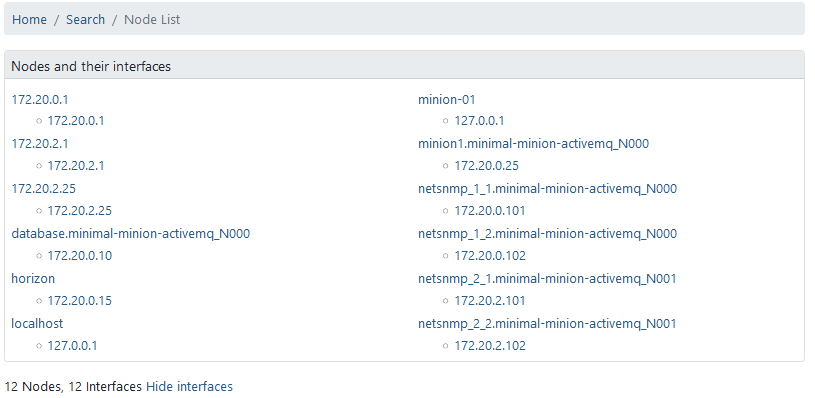 Home / Search / Node List
Nodes and their interfaces
172.20.0.1
172.20.0.1
172.20.2.1
172.20.2.1
172.20.2.25
172.20.2.25
database.minimal-minion-activemq_N000
172.20.0.10
horizon
172.20.0.15
localhost
127.0.0.1
minion-01
127.0.0.1
minion1.minimal-minion-activemq_N000
172.20.0.25
netsnmp_1_1.minimal-minion-activemq_N000
172.20.0.101
netsnmp_1_2.minimal-minion-activemq_N000
172.20.0.102
netsnmp_2_1.minimal-minion-activemq_N001
172.20.2.101
netsnmp_2_2.minimal-minion-activemq_N001
172.20.2.102
12 Nodes, 12 Interfaces Hide interfaces